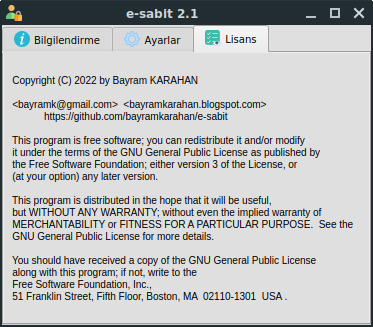 e-sabit 2.1
Bilgilendirme
Ayarlar
Lisans
Copyright (C) 2022 by Bayram KARAHAN
<bayramk@gmail.com>  <bayramkarahan.blogspot.com>
https://github.com/bayramkarahan/e-sabit
This program is free software; you can redistribute it and/or modify
it under the terms of the GNU General Public License as published by
the Free Software Foundation; either version 3 of the License, or
(at your option) any later version.
This program is distributed in the hope that it will be useful,
but WITHOUT ANY WARRANTY; without even the implied warranty of
MERCHANTABILITY or FITNESS FOR A PARTICULAR PURPOSE.  See the
GNU General Public License for more details.
You should have received a copy of the GNU General Public License
along with this program; if not, write to the
Free Software Foundation, Inc.,
51 Franklin Street, Fifth Floor, Boston, MA  02110-1301  USA .